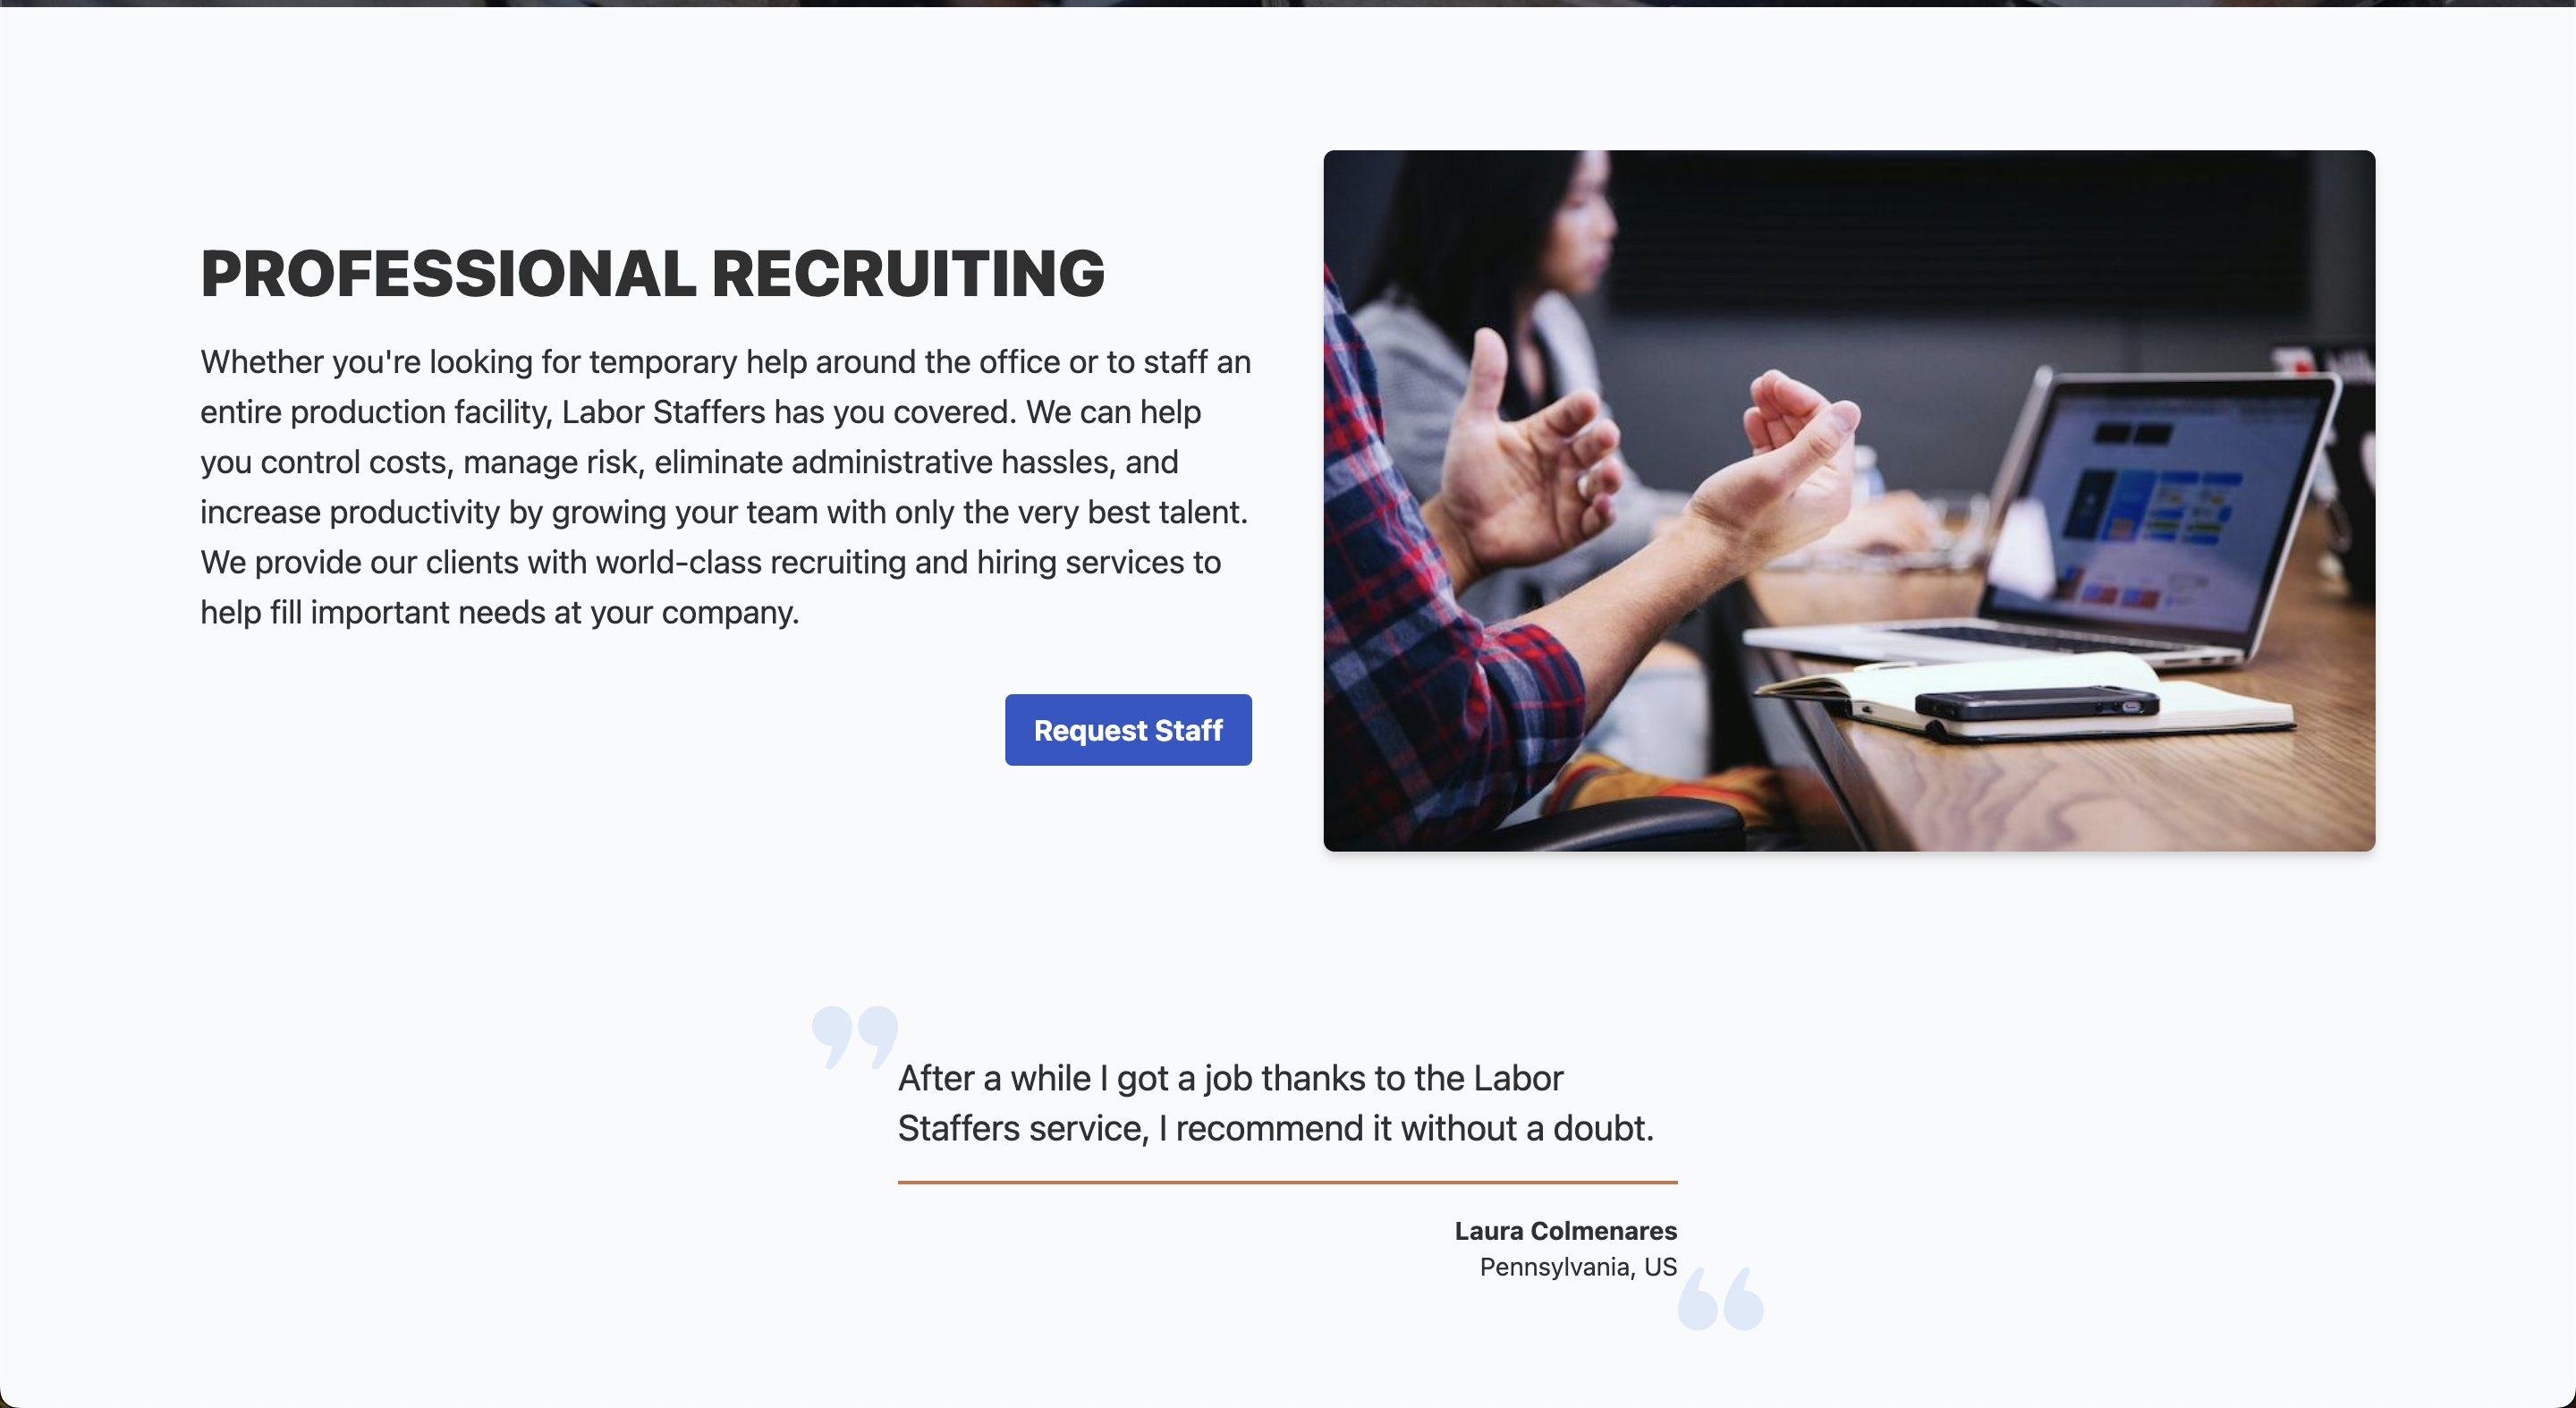 PROFESSIONAL RECRUITING
Whether you're looking for temporary help around the office or to staff an
entire production facility, Labor Staffers has you covered. We can help
you control costs, manage risk, eliminate administrative hassles, and
increase productivity by growing your team with only the very best talent.
We provide our clients with world-class recruiting and hiring services to
help fill important needs at your company.
Request Staff
After a while I got a job thanks to the Labor
Staffers service, I recommend it without a doubt.
Laura Colmenares
Pennsylvania, US